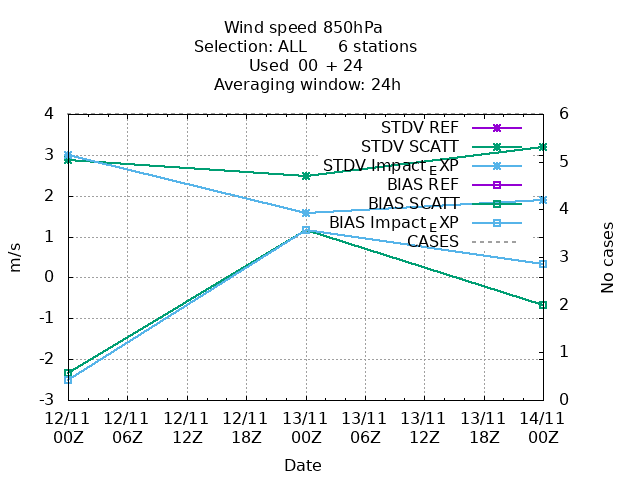 Wind speed 850hPa
Selection: ALL 6 stations
Used 00 + 24
Averaging window: 24h
STDV REF
STDV SCATT
STDV Impact_EXP
BIAS REF
BIAS SCATT
BIAS Impact_EXP
CASES
4
3
2
1
0
-1
-2
-3
m/s
6
5
4
3
2
1
0
No cases
12/11 12/11 12/11 12/11 13/11 13/11 13/11 13/11 14/11
00Z 06Z 12Z 18Z 00Z 06Z 12Z 18Z 00Z
Date